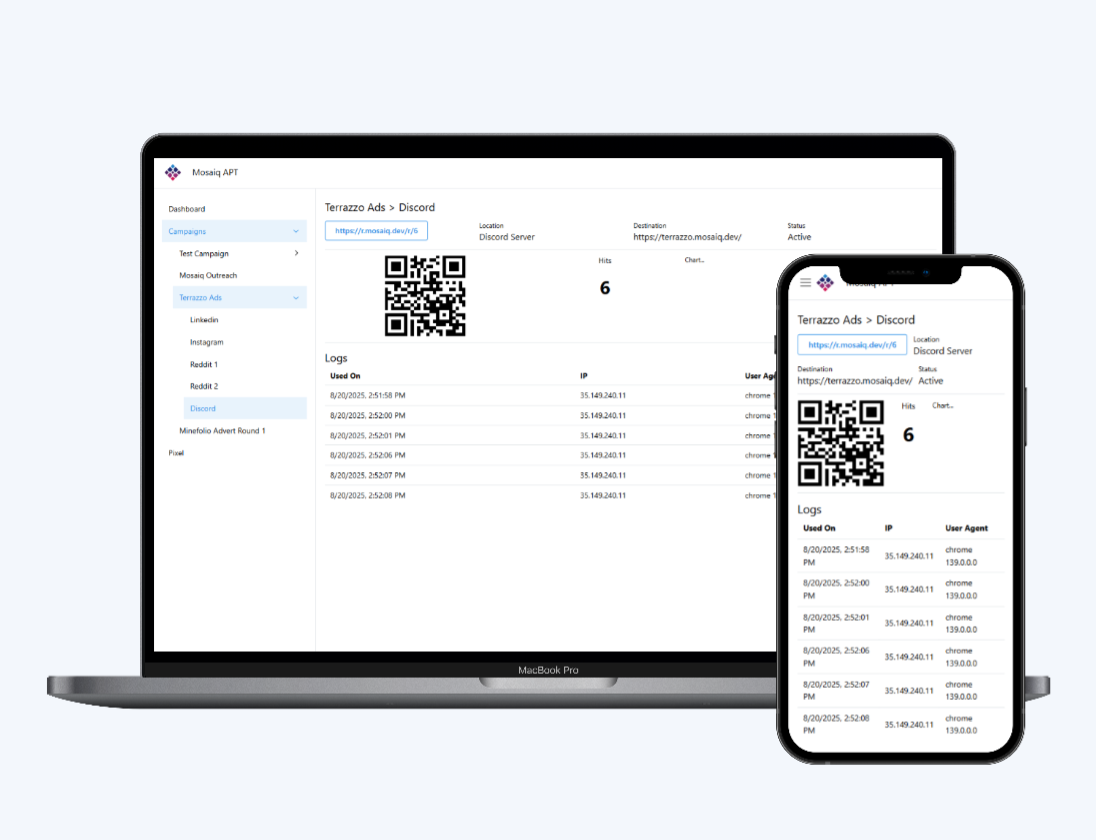 Mosaiq APT
Dashboard
Campaigns
Test Campaign
Mosaiq Outreach
Terrazzo Ads
Linkedin
Instagram
Reddit 1
Reddit 2
Discord
Minefolio Advert Round 1
Pixel
Terrazzo Ads > Discord
https://r.mosaiq.dev/r/6
Location
Discord Server
Destination
https://terrazzo.mosaiq.dev/
Status
Active
Hits
6
Chart...
Logs
Used On IP User
8/20/2025, 2:51:58 PM 35.149.240.11 chrome
8/20/2025, 2:52:00 PM 35.149.240.11 chrome
8/20/2025, 2:52:01 PM 35.149.240.11 chrome
8/20/2025, 2:52:06 PM 35.149.240.11 chrome
8/20/2025, 2:52:07 PM 35.149.240.11 chrome
8/20/2025, 2:52:08 PM 35.149.240.11 chrome
MacBook Pro
Terrazzo Ads > Discord
https://r.mosaiq.dev/r/6
Location
Discord Server
Destination
https://terrazzo.mosaiq.dev/
Status
Active
Hits
6
Chart...
Logs
Used On IP User Agent
8/20/2025, 2:51:58
PM
35.149.240.11
chrome
139.0.0.0
8/20/2025, 2:52:00
PM
35.149.240.11
chrome
139.0.0.0
8/20/2025, 2:52:01
PM
35.149.240.11
chrome
139.0.0.0
8/20/2025, 2:52:06
PM
35.149.240.11
chrome
139.0.0.0
8/20/2025, 2:52:07
PM
35.149.240.11
chrome
139.0.0.0
8/20/2025, 2:52:08
PM
35.149.240.11
chrome
139.0.0.0